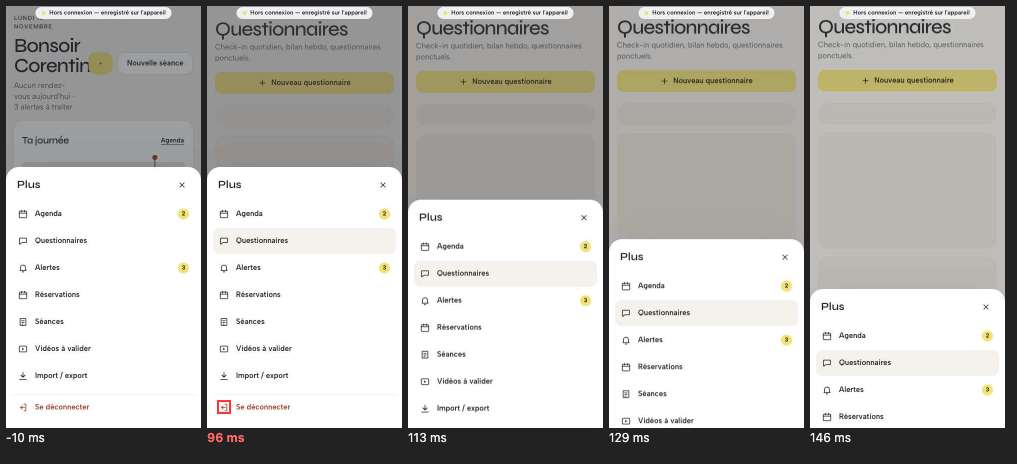 Hors connexion — enregistré sur l'appareil
LUNDI
NOVEMBRE
Bonsoir
Corentin
Nouvelle séance
Aucun rendez-
vous aujourd'hui ·
3 alertes à traiter
Ta journée
Agenda
Plus
Agenda
2
Questionnaires
Alertes
3
Réservations
Séances
Vidéos à valider
Import / export
Se déconnecter
-10 ms
Hors connexion — enregistré sur l'appareil
Questionnaires
Check-in quotidien, bilan hebdo, questionnaires
ponctuels.
+ Nouveau questionnaire
Plus
Agenda
2
Questionnaires
Alertes
3
Réservations
Séances
Vidéos à valider
Import / export
Se déconnecter
96 ms
Hors connexion — enregistré sur l'appareil
Questionnaires
Check-in quotidien, bilan hebdo, questionnaires
ponctuels.
+ Nouveau questionnaire
Plus
Agenda
2
Questionnaires
Alertes
3
Réservations
Séances
Vidéos à valider
Import / export
113 ms
Hors connexion — enregistré sur l'appareil
Questionnaires
Check-in quotidien, bilan hebdo, questionnaires
ponctuels.
+ Nouveau questionnaire
Plus
Agenda
2
Questionnaires
Alertes
3
Réservations
Séances
Vidéos à valider
129 ms
Hors connexion — enregistré sur l'appareil
Questionnaires
Check-in quotidien, bilan hebdo, questionnaires
ponctuels.
+ Nouveau questionnaire
Plus
Agenda
2
Questionnaires
Alertes
3
Réservations
146 ms